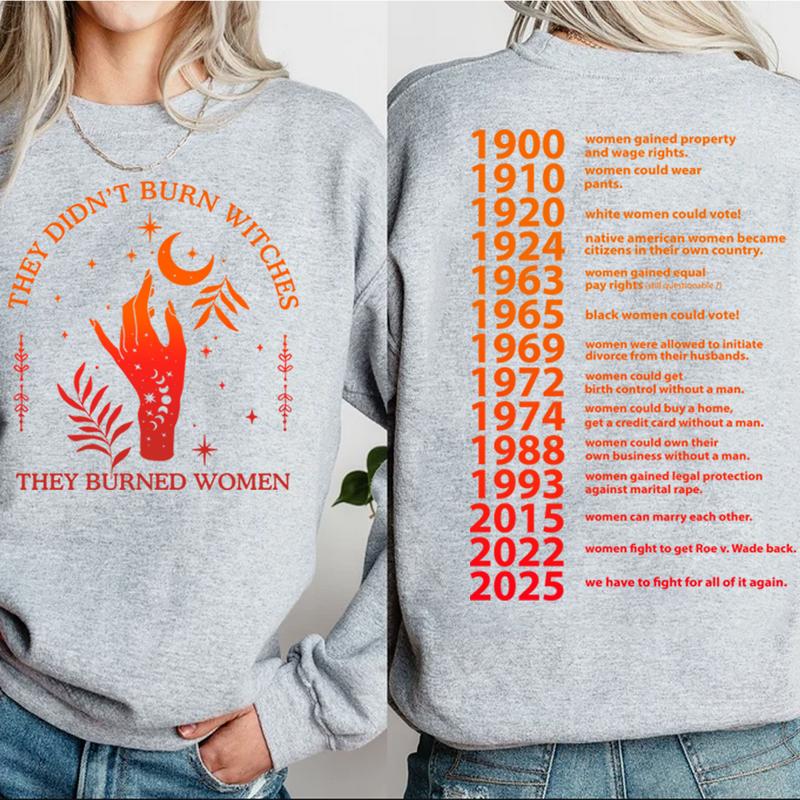 THEY DIDN'T BURN WITCHES
THEY BURNED WOMEN
1900 women gained property
and wage rights.
1910 women could wear
pants.
1920 white women could vote!
1924 native american women became
citizens in their own country.
1963 women gained equal
pay rights (still questionable ?)
1965 black women could vote!
1969 women were allowed to initiate
divorce from their husbands.
1972 women could get
birth control without a man.
1974 women could buy a home,
get a credit card without a man.
1988 women could own their
own business without a man.
1993 women gained legal protection
against marital rape.
2015 women can marry each other.
2022 women fight to get Roe v. Wade back.
2025 we have to fight for all of it again.